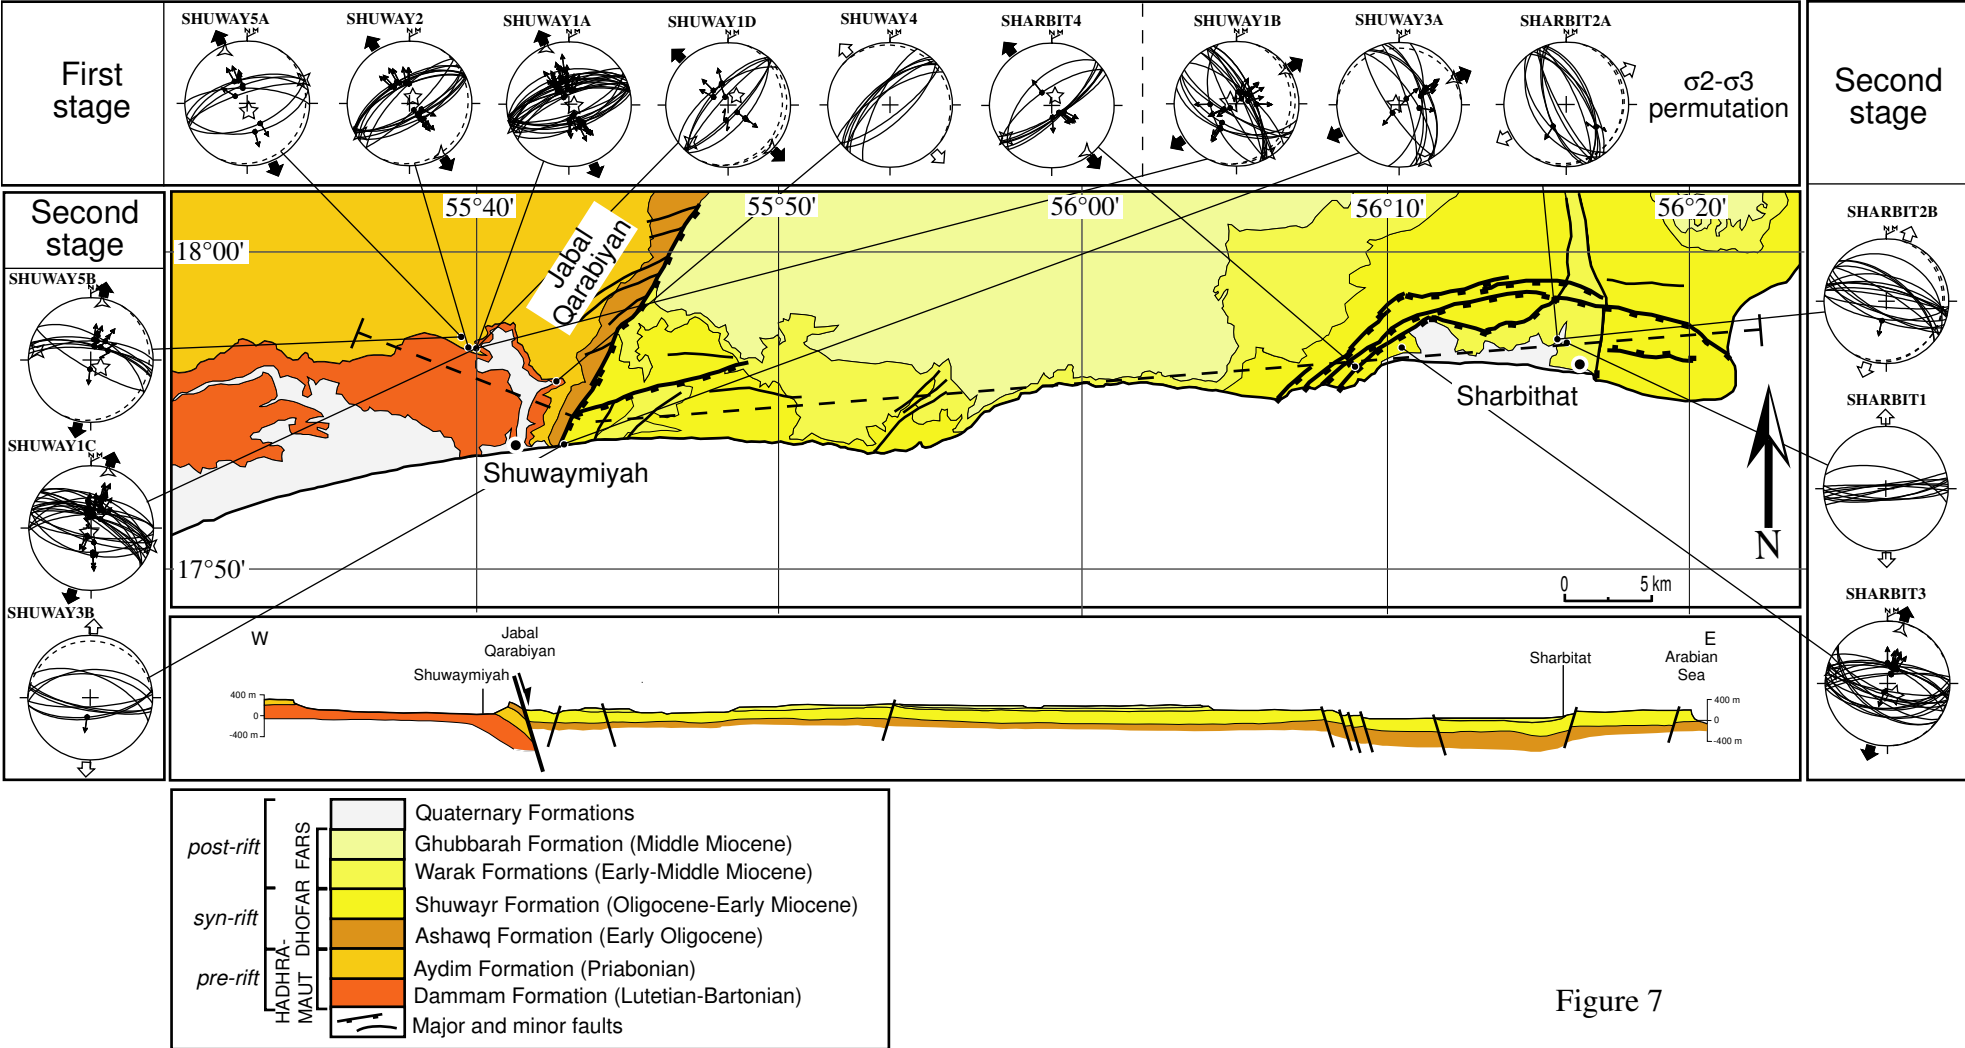 First
stage
SHUWAY5A
SHUWAY2
SHUWAY1A
SHUWAY1D
SHUWAY4
SHARBIT4
SHUWAY1B
SHUWAY3A
SHARBIT2A
σ2-σ3
permutation
Second
stage
Second
stage
SHUWAY5B
SHUWAY1C
SHUWAY3B
SHARBIT2B
SHARBIT1
SHARBIT3
55°40'
55°50'
56°00'
56°10'
56°20'
18°00'
17°50'
Jabal
Qarabiyan
Shuwaymiyah
Sharbithat
N
0 5 km
W
Jabal
Qarabiyan
Shuwaymiyah
Sharbitat
E
Arabian
Sea
400 m
0
-400 m
400 m
0
-400 m
post-rift
syn-rift
pre-rift
HADHRA-
MAUT
DHOFAR
FARS
Quaternary Formations
Ghubbarah Formation (Middle Miocene)
Warak Formations (Early-Middle Miocene)
Shuwayr Formation (Oligocene-Early Miocene)
Ashawq Formation (Early Oligocene)
Aydim Formation (Priabonian)
Dammam Formation (Lutetian-Bartonian)
Major and minor faults
Figure 7